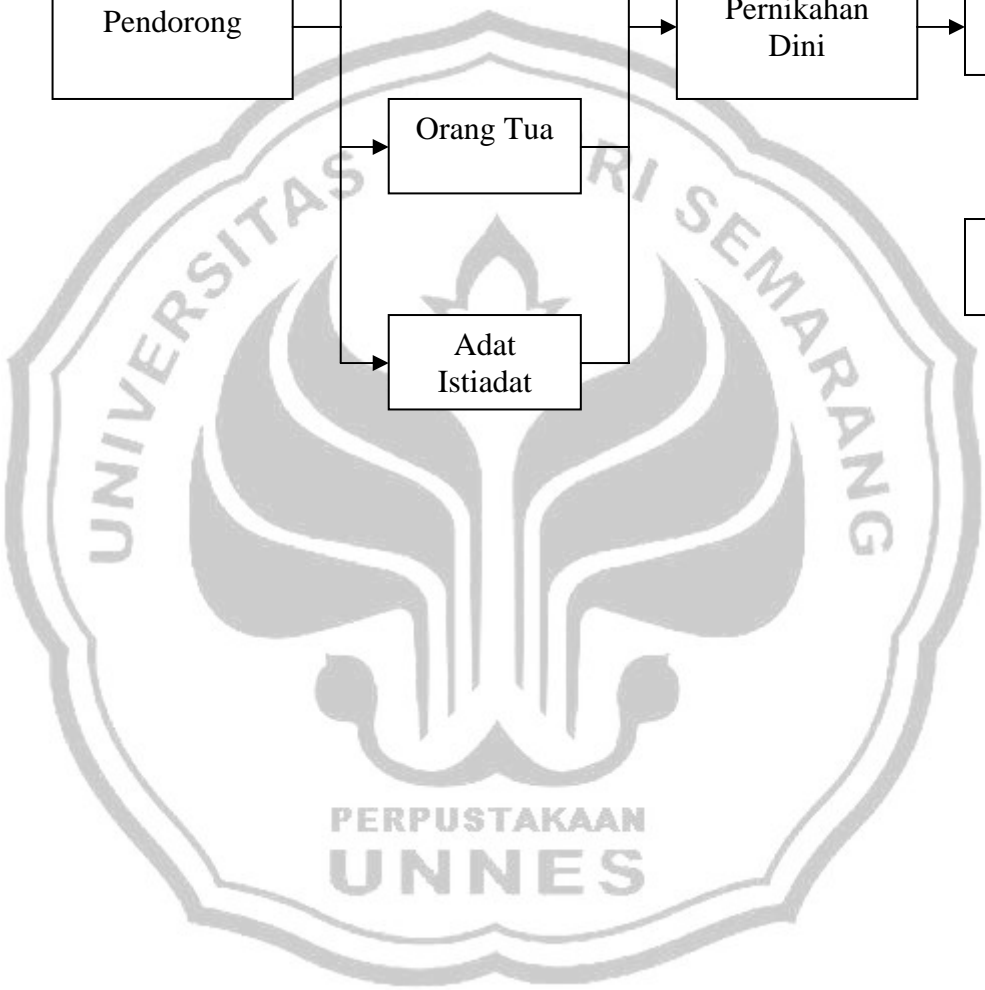 Pendorong
Pernikahan
Dini
Orang Tua
Adat
Istiadat
UNIVERSITAS
RI SEMARANG
PERPUSTAKAAN
UNNES